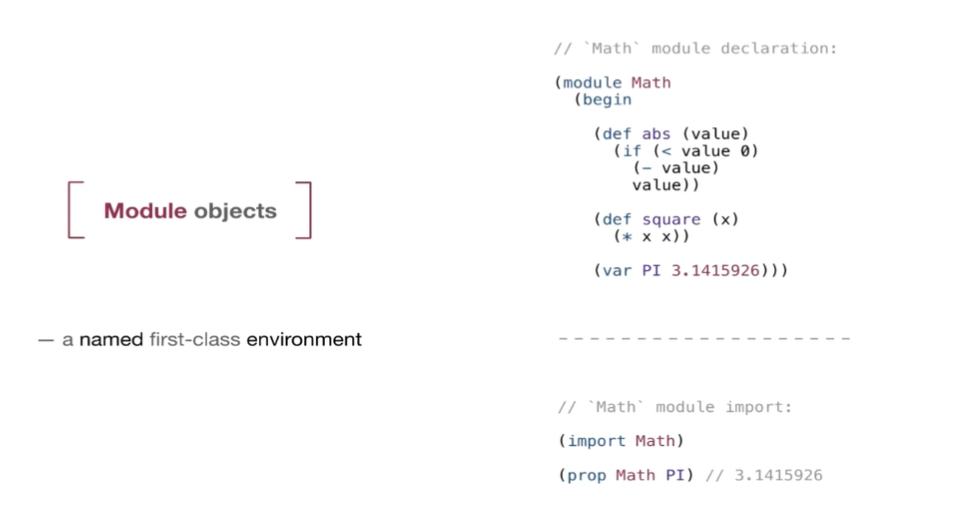 Module objects
— a named first-class environment
// `Math` module declaration:
(module Math
(begin
(def abs (value)
(if (< value 0)
(- value)
value))
(def square (x)
(* x x))
(var PI 3.1415926)))
-------------------
// `Math` module import:
(import Math)
(prop Math PI) // 3.1415926